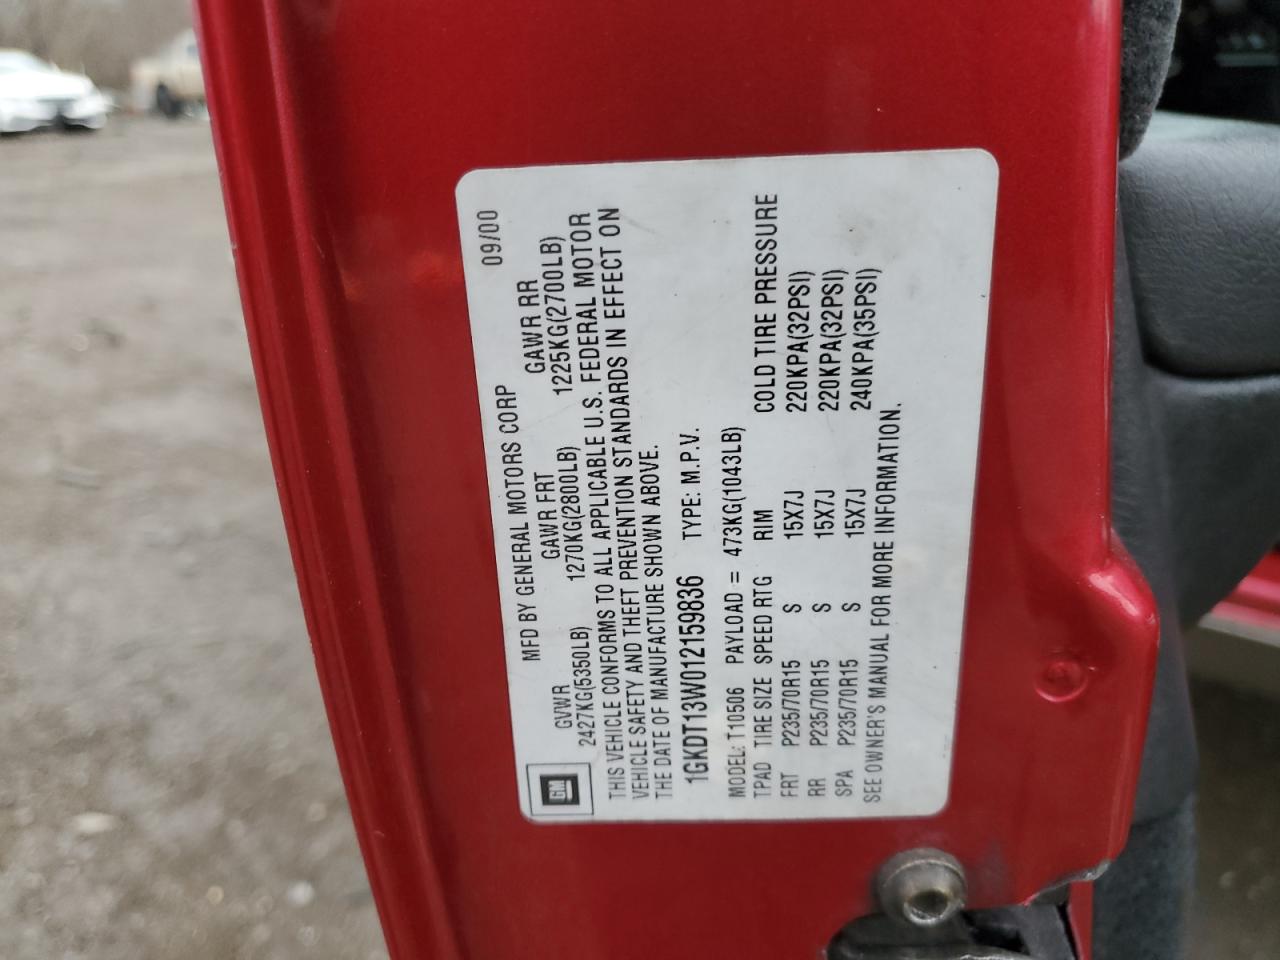 MFD BY GENERAL MOTORS CORP 09/00
GVWR GAWR FRT GAWR RR
2427KG(5350LB) 1270KG(2800LB) 1225KG(2700LB)
GM
THIS VEHICLE CONFORMS TO ALL APPLICABLE U.S. FEDERAL MOTOR
VEHICLE SAFETY AND THEFT PREVENTION STANDARDS IN EFFECT ON
THE DATE OF MANUFACTURE SHOWN ABOVE.
1GKDT13W012159836 TYPE: M.P.V.
MODEL: T10506 PAYLOAD = 473KG(1043LB)
TPAD TIRE SIZE SPEED RTG RIM COLD TIRE PRESSURE
FRT P235/70R15 S 15X7J 220KPA(32PSI)
RR P235/70R15 S 15X7J 220KPA(32PSI)
SPA P235/70R15 S 15X7J 240KPA(35PSI)
SEE OWNER'S MANUAL FOR MORE INFORMATION.